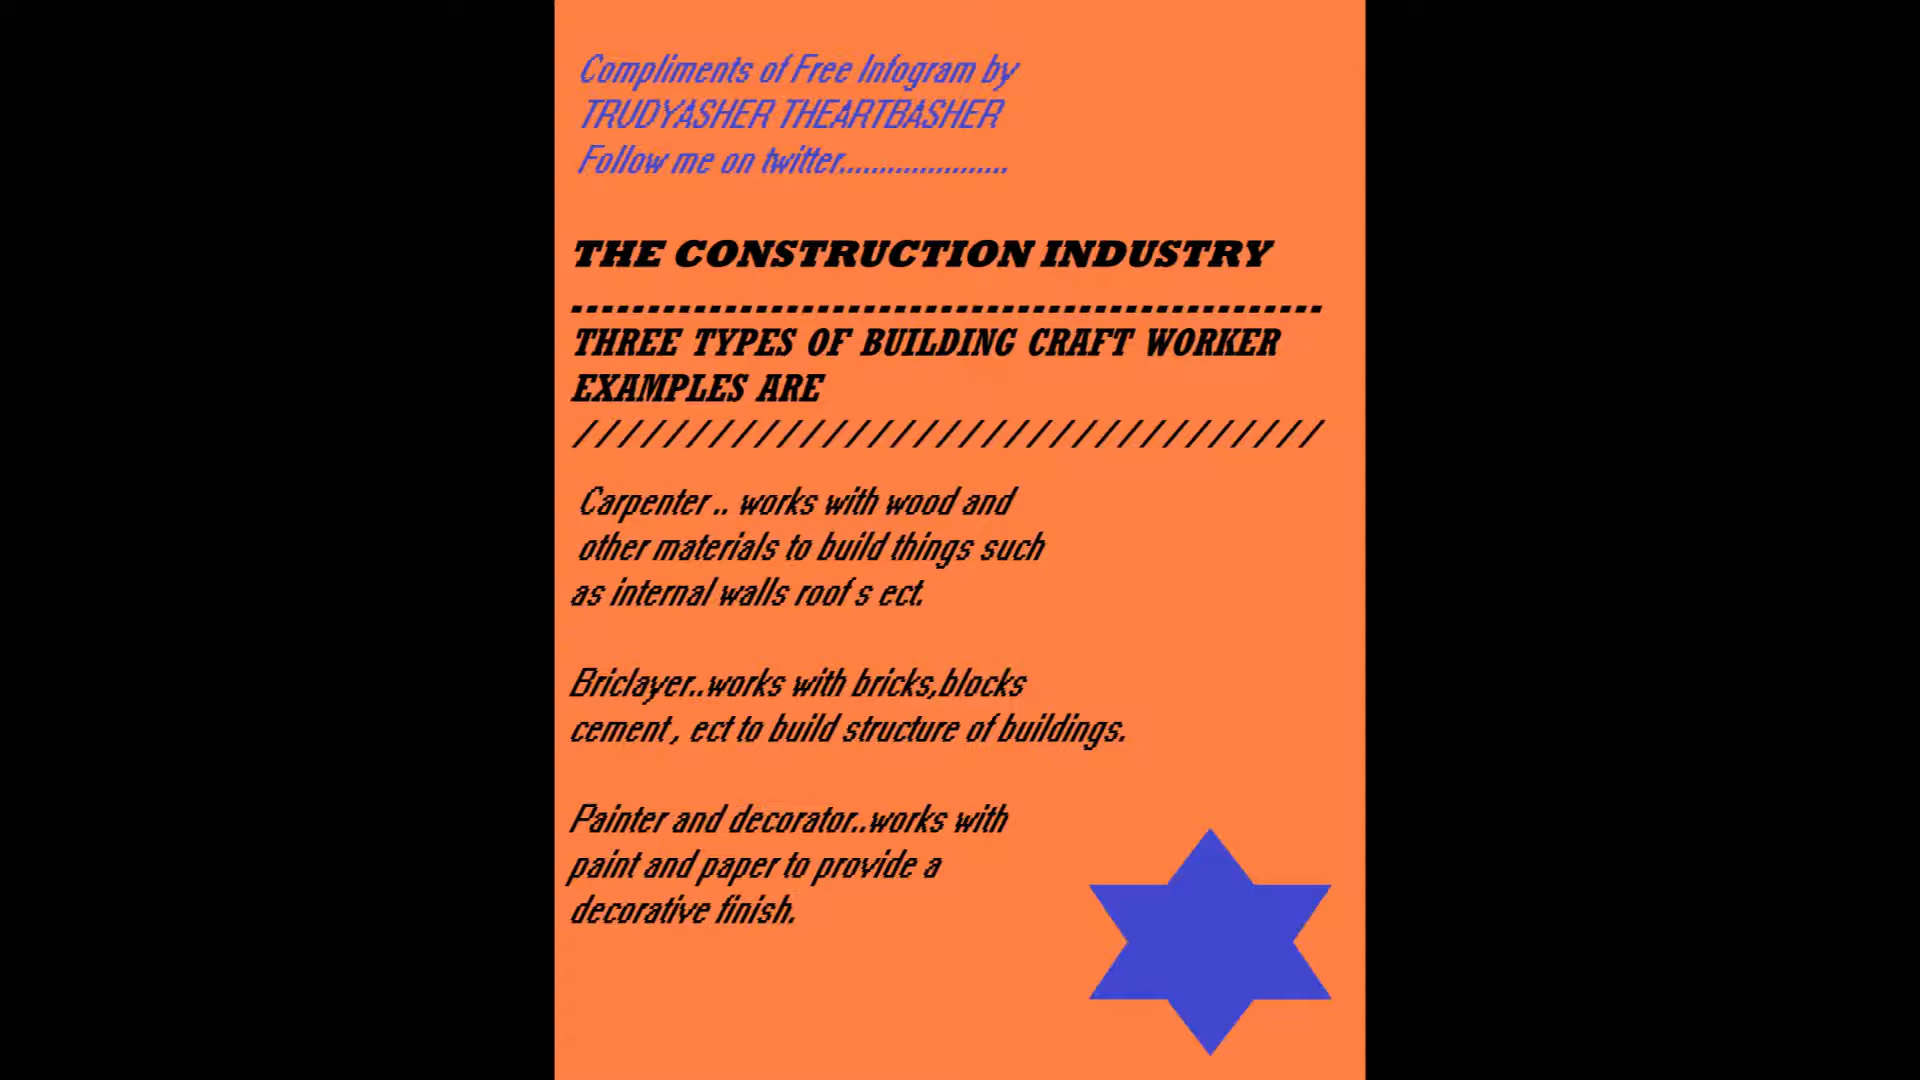 Compliments of Free Infogram by
TRUDYASHER THEARTBASHER
Follow me on twitter.....................
THE CONSTRUCTION INDUSTRY
................................................
THREE TYPES OF BUILDING CRAFT WORKER
EXAMPLES ARE
/////////////////////////////////
Carpenter .. works with wood and
other materials to build things such
as internal walls roof s ect.
Briclayer..works with bricks,blocks
cement , ect to build structure of buildings.
Painter and decorator..works with
paint and paper to provide a
decorative finish.